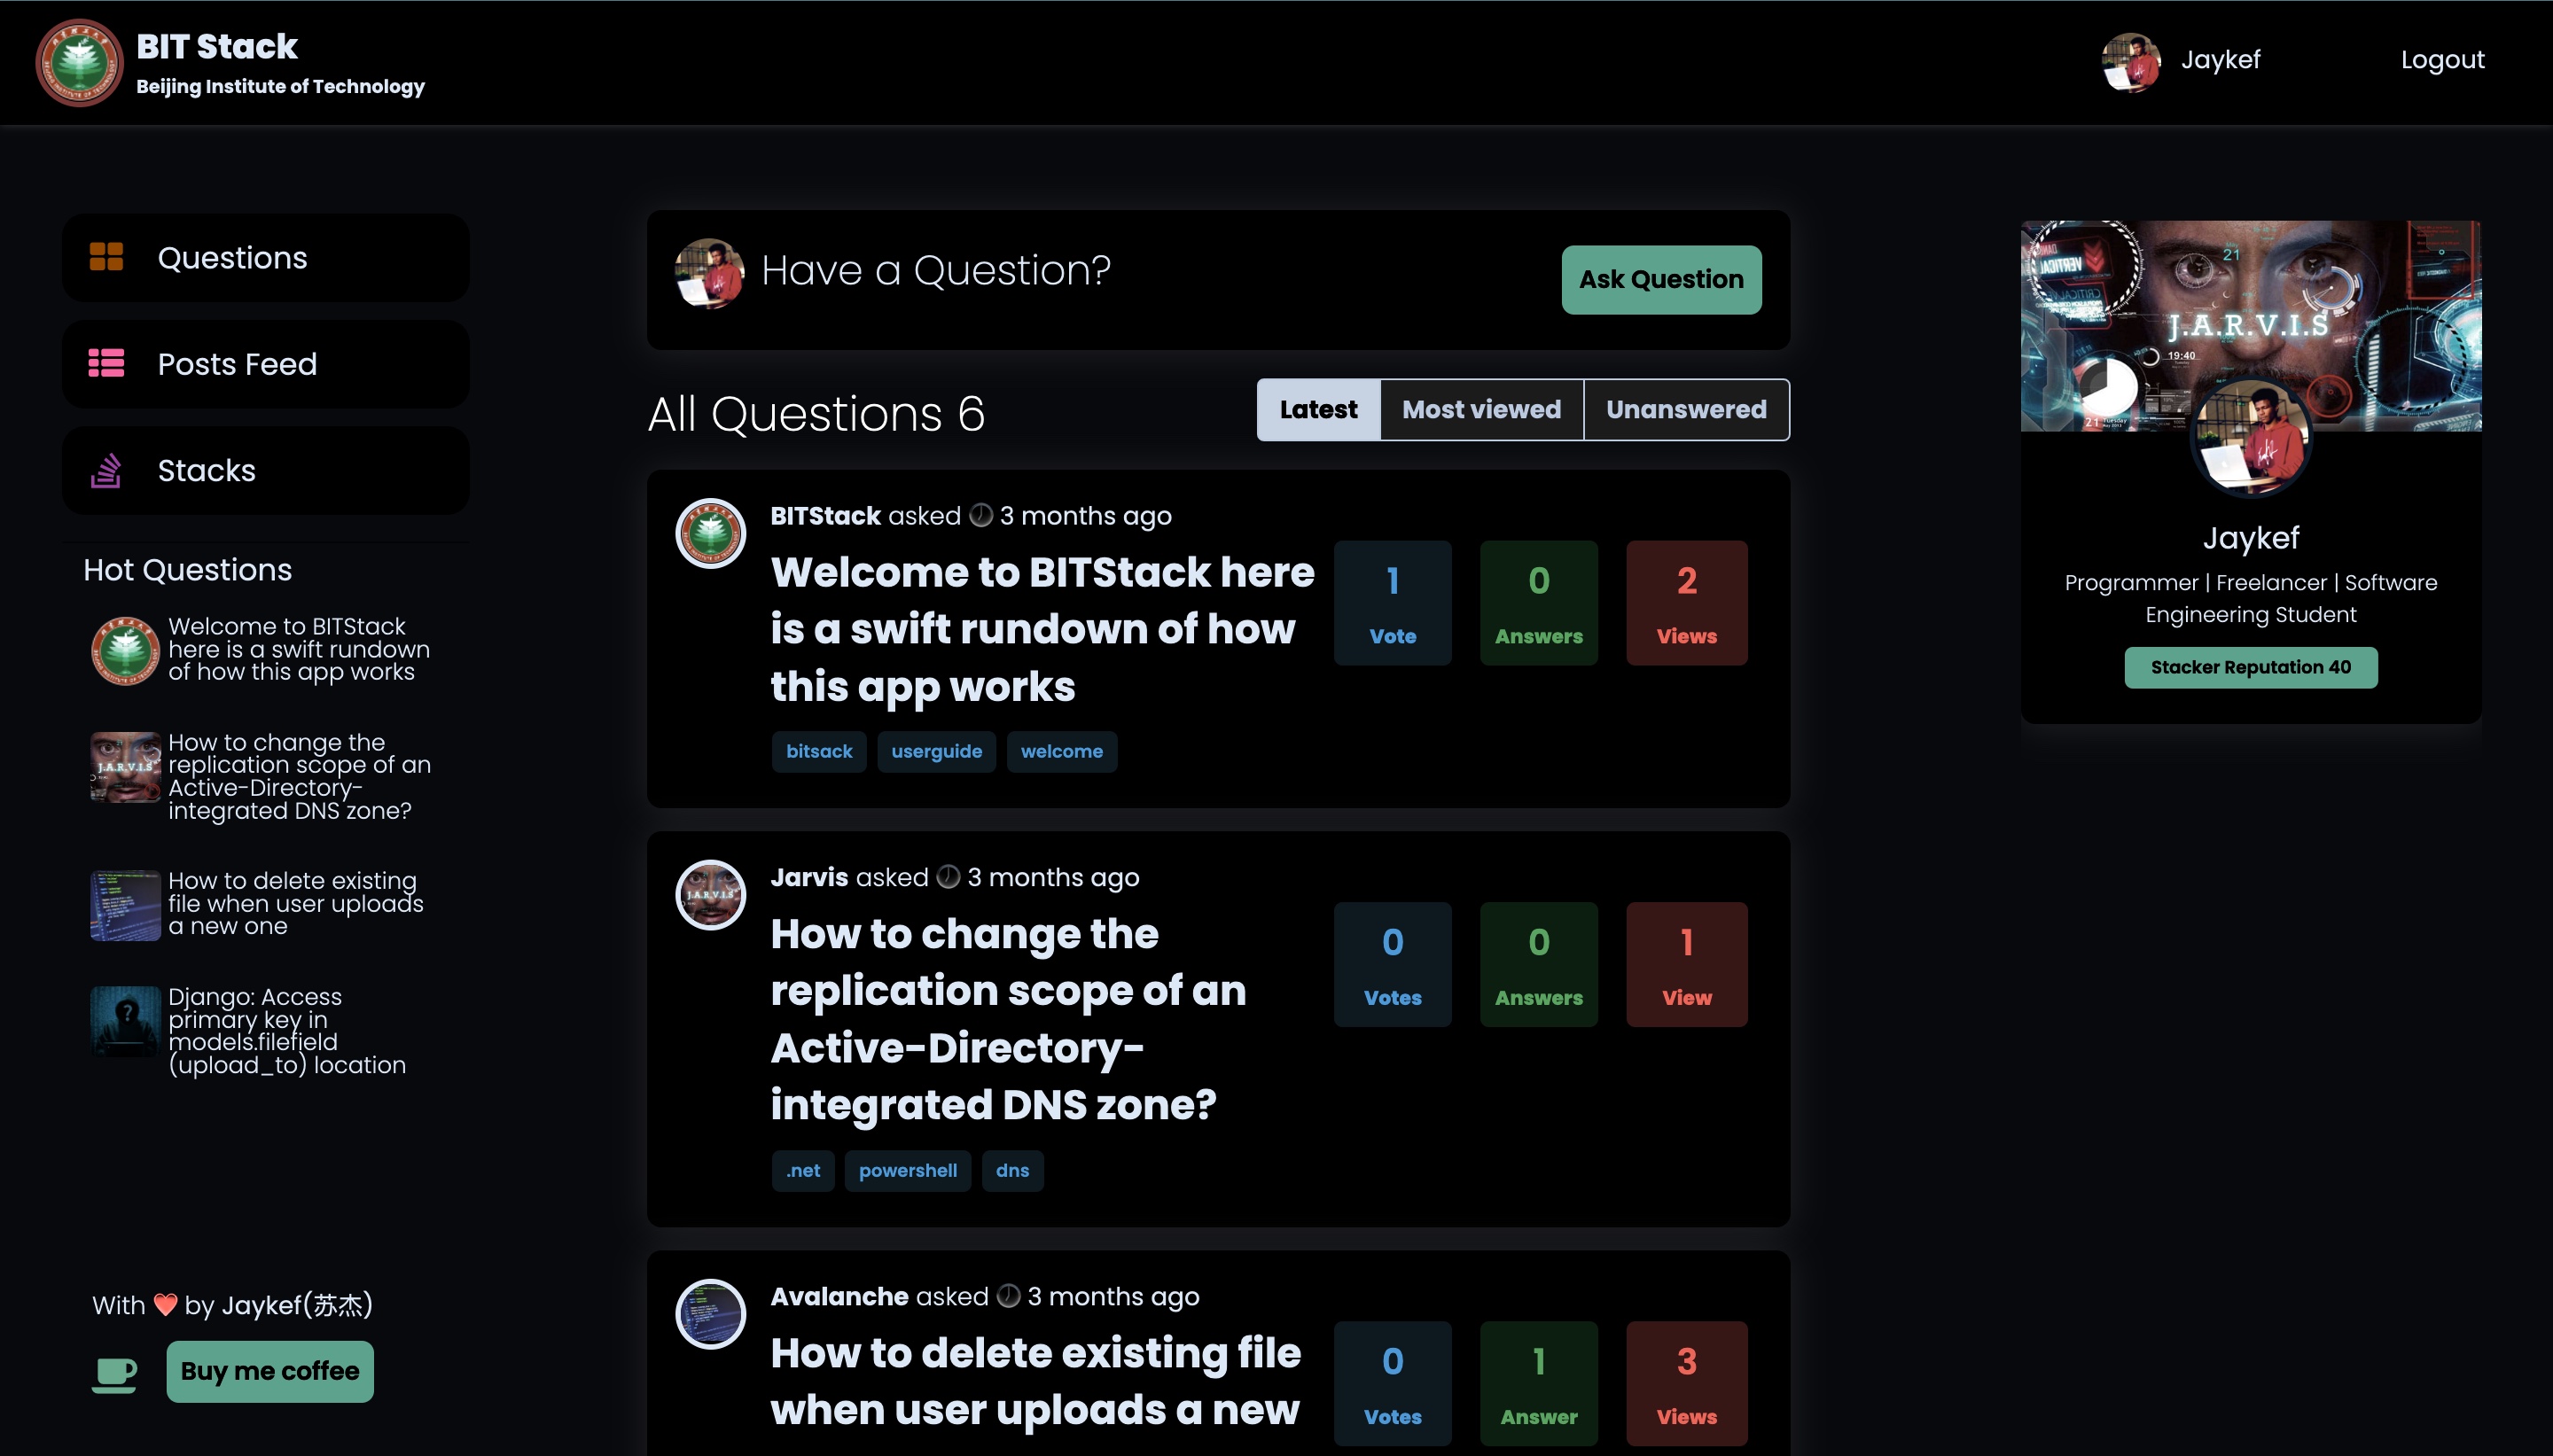 BIT Stack
Beijing Institute of Technology
Jaykef
Logout
Questions
Posts Feed
Stacks
Hot Questions
Welcome to BITStack
here is a swift rundown
of how this app works
How to change the
replication scope of an
Active-Directory-
integrated DNS zone?
How to delete existing
file when user uploads
a new one
Django: Access
primary key in
models.filefield
(upload_to) location
With ❤️ by Jaykef(苏杰)
Buy me coffee
Have a Question?
Ask Question
All Questions 6
Latest
Most viewed
Unanswered
BITStack asked 3 months ago
Welcome to BITStack here
is a swift rundown of how
this app works
1
Vote
0
Answers
2
Views
bitsack
userguide
welcome
Jarvis asked 3 months ago
How to change the
replication scope of an
Active-Directory-
integrated DNS zone?
0
Votes
0
Answers
1
View
.net
powershell
dns
Avalanche asked 3 months ago
How to delete existing file
when user uploads a new
0
Votes
1
Answer
3
Views
21
J.A.R.V.I.S
19:40
Jaykef
Programmer | Freelancer | Software
Engineering Student
Stacker Reputation 40